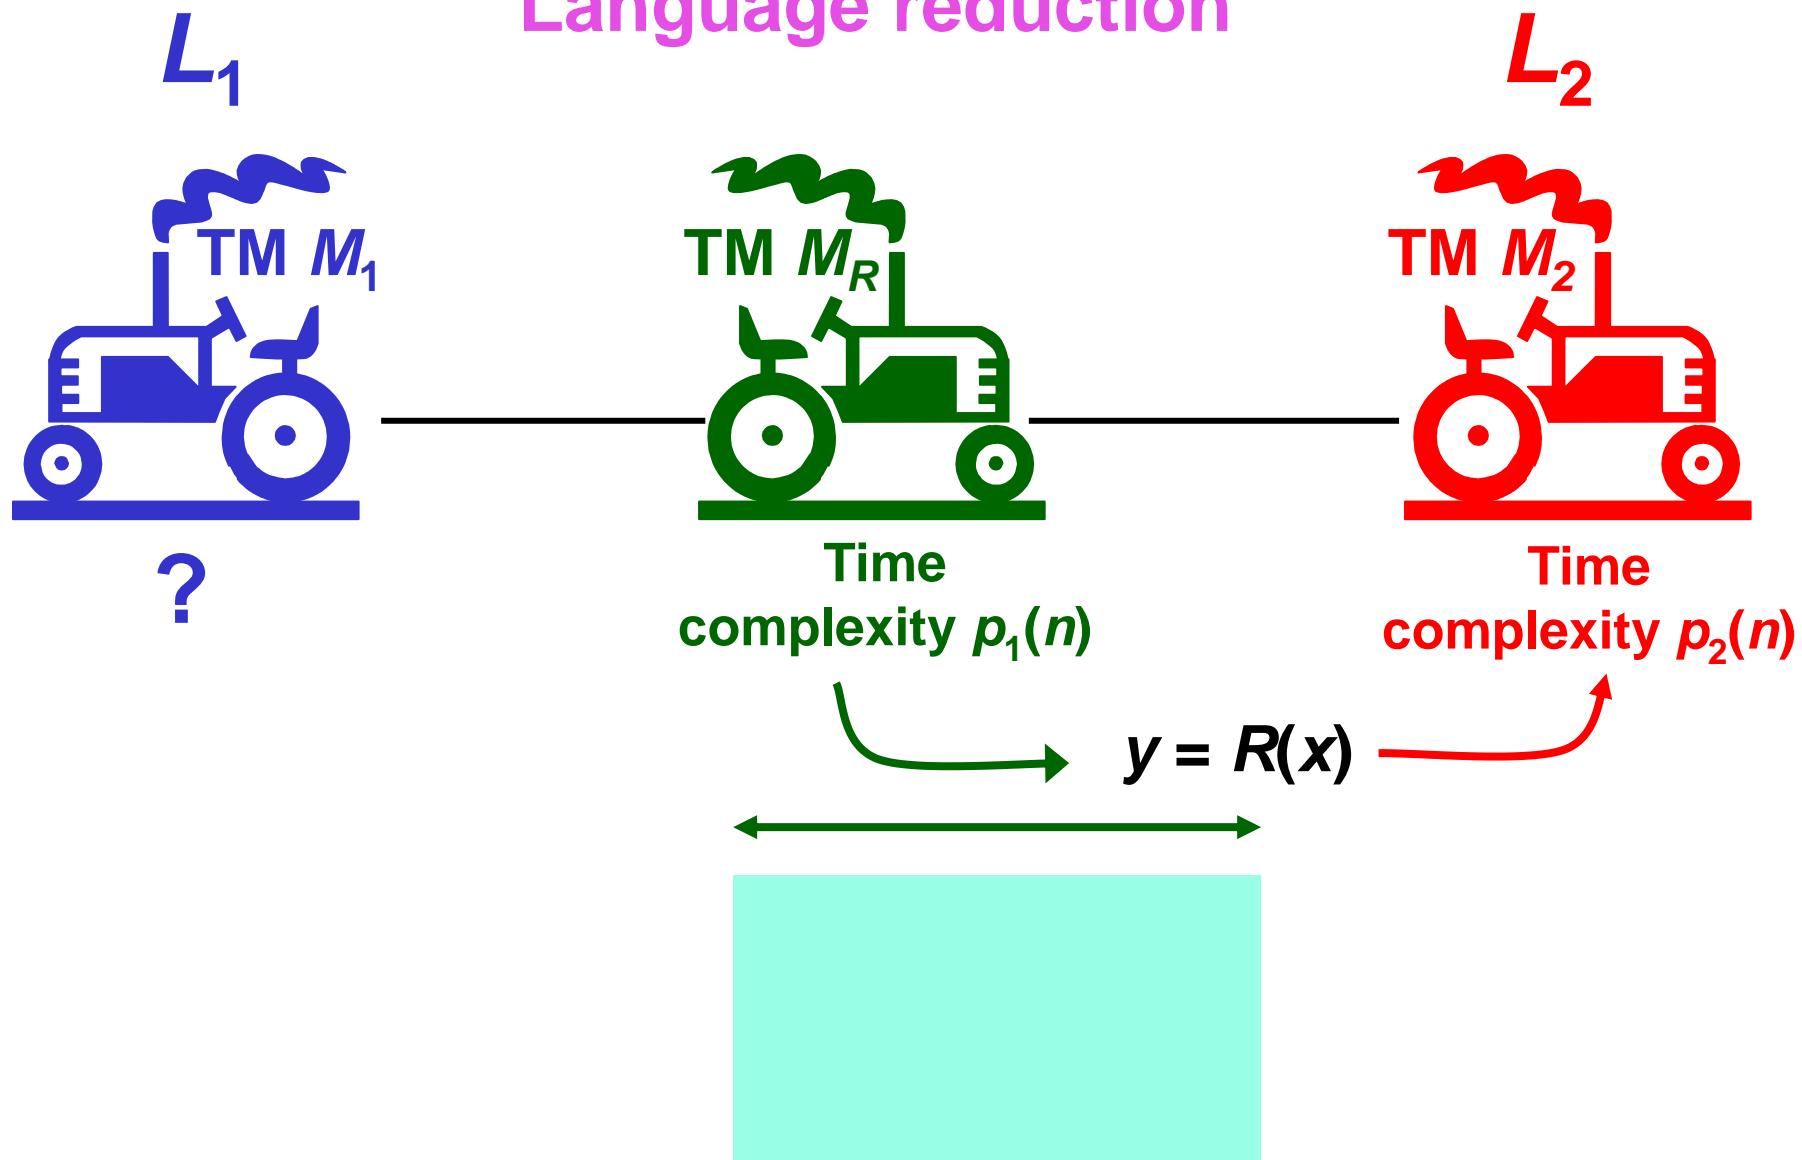 Language reduction
L1 L2
TM M1 TM MR TM M2
? Time Time
complexity p1(n) complexity p2(n)
y = R(x)